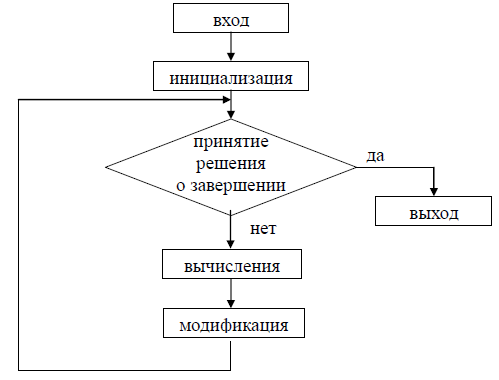 вход
инициализация
принятие
решения
о завершении
да
выход
нет
вычисления
модификация